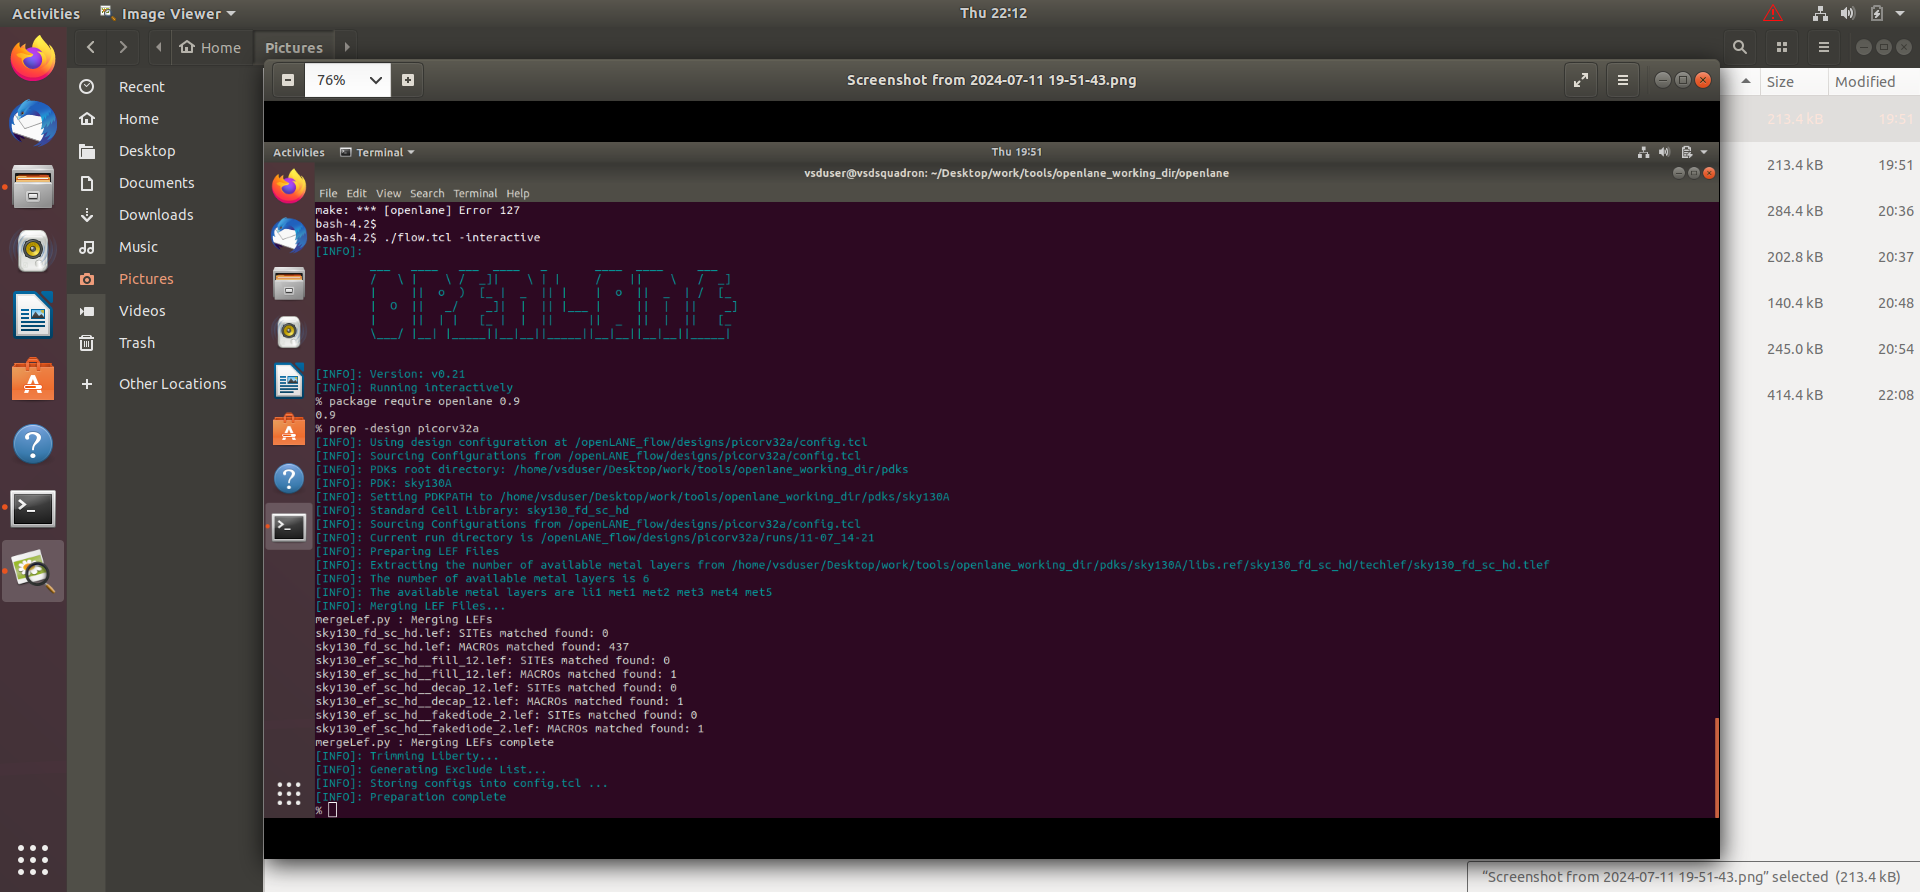 Activities Image Viewer Thu 22:12
Home Pictures
Size Modified
Recent
Home
Desktop
Documents
Downloads
Music
Pictures
Videos
Trash
Other Locations
213.4 kB 19:51
213.4 kB 19:51
284.4 kB 20:36
202.8 kB 20:37
140.4 kB 20:48
245.0 kB 20:54
414.4 kB 22:08
76% Screenshot from 2024-07-11 19-51-43.png
Activities Terminal Thu 19:51
vsduser@vsdsquadron: ~/Desktop/work/tools/openlane_working_dir/openlane
File Edit View Search Terminal Help
make: *** [openlane] Error 127
bash-4.2$
bash-4.2$ ./flow.tcl -interactive
[INFO]:
OPENLANE
[INFO]: Version: v0.21
[INFO]: Running interactively
% package require openlane 0.9
0.9
% prep -design picorv32a
[INFO]: Using design configuration at /openLANE_flow/designs/picorv32a/config.tcl
[INFO]: Sourcing Configurations from /openLANE_flow/designs/picorv32a/config.tcl
[INFO]: PDKs root directory: /home/vsduser/Desktop/work/tools/openlane_working_dir/pdks
[INFO]: PDK: sky130A
[INFO]: Setting PDKPATH to /home/vsduser/Desktop/work/tools/openlane_working_dir/pdks/sky130A
[INFO]: Standard Cell Library: sky130_fd_sc_hd
[INFO]: Sourcing Configurations from /openLANE_flow/designs/picorv32a/config.tcl
[INFO]: Current run directory is /openLANE_flow/designs/picorv32a/runs/11-07_14-21
[INFO]: Preparing LEF Files
[INFO]: Extracting the number of available metal layers from /home/vsduser/Desktop/work/tools/openlane_working_dir/pdks/sky130A/libs.ref/sky130_fd_sc_hd/techlef/sky130_fd_sc_hd.tlef
[INFO]: The number of available metal layers is 6
[INFO]: The available metal layers are li1 met1 met2 met3 met4 met5
[INFO]: Merging LEF Files...
mergeLef.py : Merging LEFs
sky130_fd_sc_hd.lef: SITEs matched found: 0
sky130_fd_sc_hd.lef: MACROs matched found: 437
sky130_ef_sc_hd__fill_12.lef: SITEs matched found: 0
sky130_ef_sc_hd__fill_12.lef: MACROs matched found: 1
sky130_ef_sc_hd__decap_12.lef: SITEs matched found: 0
sky130_ef_sc_hd__decap_12.lef: MACROs matched found: 1
sky130_ef_sc_hd__fakediode_2.lef: SITEs matched found: 0
sky130_ef_sc_hd__fakediode_2.lef: MACROs matched found: 1
mergeLef.py : Merging LEFs complete
[INFO]: Trimming Liberty...
[INFO]: Generating Exclude List...
[INFO]: Storing configs into config.tcl ...
[INFO]: Preparation complete
%
“Screenshot from 2024-07-11 19-51-43.png” selected (213.4 kB)